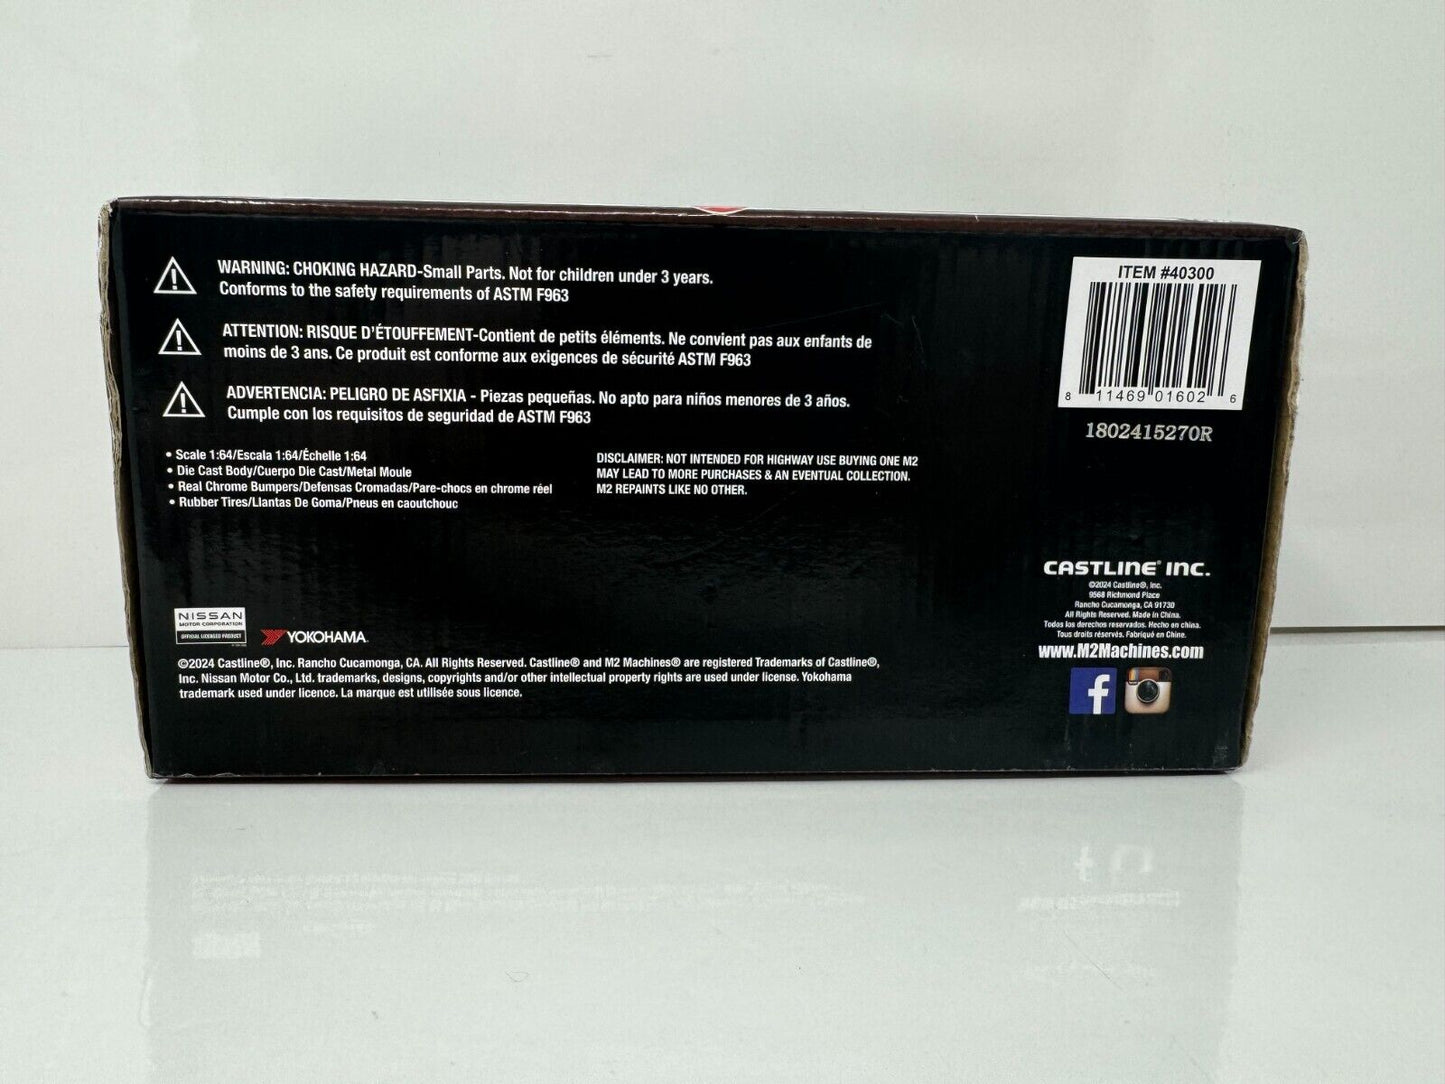 WARNING: CHOKING HAZARD-Small Parts. Not for children under 3 years.
Conforms to the safety requirements of ASTM F963
ATTENTION: RISQUE D'ÉTOUFFEMENT-Contient de petits éléments. Ne convient pas aux enfants de
moins de 3 ans. Ce produit est conforme aux exigences de sécurité ASTM F963
ADVERTENCIA: PELIGRO DE ASFIXIA - Piezas pequeñas. No apto para niños menores de 3 años.
Cumple con los requisitos de seguridad de ASTM F963
• Scale 1:64/Escala 1:64/Échelle 1:64
• Die Cast Body/Cuerpo Die Cast/Metal Moule
• Real Chrome Bumpers/Defensas Cromadas/Pare-chocs en chrome réel
• Rubber Tires/Llantas De Goma/Pneus en caoutchouc
DISCLAIMER: NOT INTENDED FOR HIGHWAY USE BUYING ONE M2
MAY LEAD TO MORE PURCHASES & AN EVENTUAL COLLECTION.
M2 REPAINTS LIKE NO OTHER.
ITEM #40300
8 11469 01602 6
1802415270R
CASTLINE® INC.
©2024 Castline®, Inc.
9568 Richmond Place
Rancho Cucamonga, CA 91730
All Rights Reserved. Made in China.
Todos los derechos reservados. Hecho en china.
Tous droits réservés. Fabriqué en Chine.
www.M2Machines.com
f
NISSAN
MOTOR CORPORATION
OFFICIAL LICENSED PRODUCT
YOKOHAMA
©2024 Castline®, Inc. Rancho Cucamonga, CA. All Rights Reserved. Castline® and M2 Machines® are registered Trademarks of Castline®,
Inc. Nissan Motor Co., Ltd. trademarks, designs, copyrights and/or other intellectual property rights are used under license. Yokohama
trademark used under licence. La marque est utilisée sous licence.